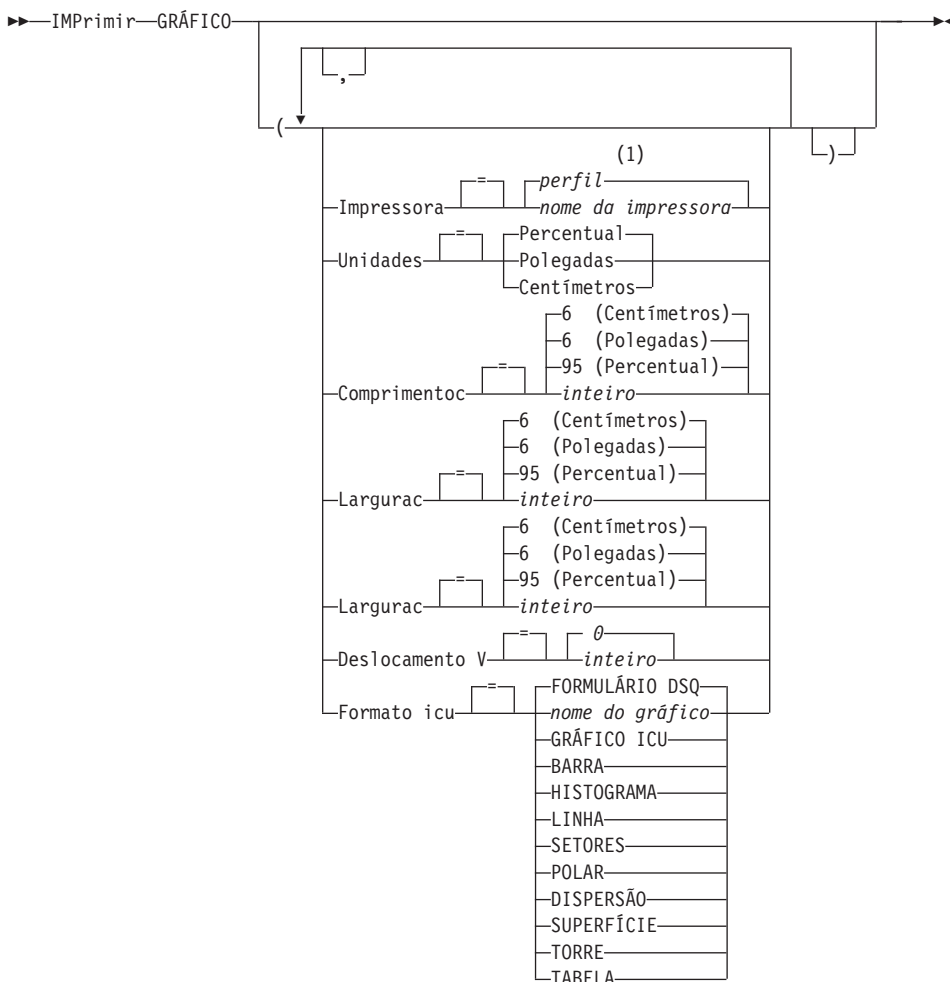 IMPrimir GRÁFICO
,
( )
(1)
Impressora = perfil
nome da impressora
Unidades = Percentual
Polegadas
Centímetros
6 (Centímetros)
6 (Polegadas)
95 (Percentual)
Comprimentoc = inteiro
6 (Centímetros)
6 (Polegadas)
95 (Percentual)
Largurac = inteiro
6 (Centímetros)
6 (Polegadas)
95 (Percentual)
Largurac = inteiro
Deslocamento V = 0
inteiro
Formato icu = FORMULÁRIO DSQ
nome do gráfico
GRÁFICO ICU
BARRA
HISTOGRAMA
LINHA
SETORES
POLAR
DISPERSÃO
SUPERFÍCIE
TORRE
TABELA